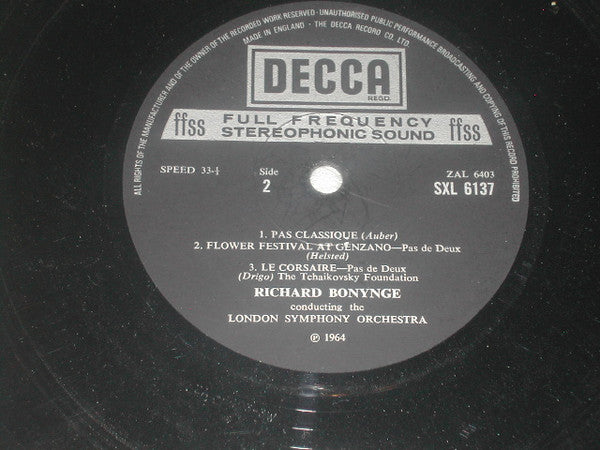 ALL RIGHTS OF THE MANUFACTURER AND OF THE OWNER OF THE RECORDED WORK RESERVED · UNAUTHORISED PUBLIC PERFORMANCE BROADCASTING AND COPYING OF THIS RECORD PROHIBITED
MADE IN ENGLAND · THE DECCA RECORD CO. LTD.
DECCA
REGD.
ffss FULL FREQUENCY ffss
STEREOPHONIC SOUND
SPEED 33⅓ Side ZAL 6403
2 SXL 6137
1. PAS CLASSIQUE (Auber)
2. FLOWER FESTIVAL AT GENZANO—Pas de Deux
(Helsted)
3. LE CORSAIRE—Pas de Deux
(Drigo) The Tchaikovsky Foundation
RICHARD BONYNGE
conducting the
LONDON SYMPHONY ORCHESTRA
℗ 1964